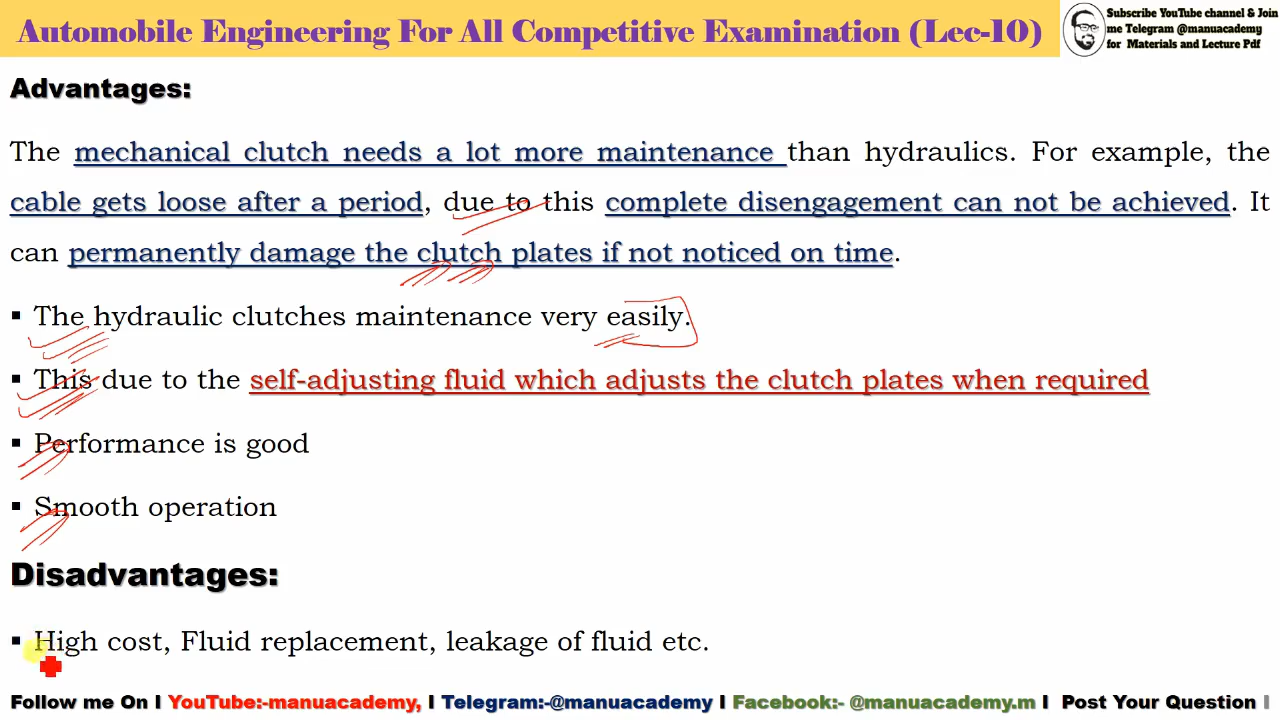 Automobile Engineering For All Competitive Examination (Lec-10)
Subscribe YouTube channel & Join
me Telegram @manuacademy
for Materials and Lecture Pdf
Advantages:
The mechanical clutch needs a lot more maintenance than hydraulics. For example, the
cable gets loose after a period, due to this complete disengagement can not be achieved. It
can permanently damage the clutch plates if not noticed on time.
▪ The hydraulic clutches maintenance very easily.
▪ This due to the self-adjusting fluid which adjusts the clutch plates when required
▪ Performance is good
▪ Smooth operation
Disadvantages:
▪ High cost, Fluid replacement, leakage of fluid etc.
Follow me On I YouTube:-manuacademy, I Telegram:-@manuacademy I Facebook:- @manuacademy.m I Post Your Question I